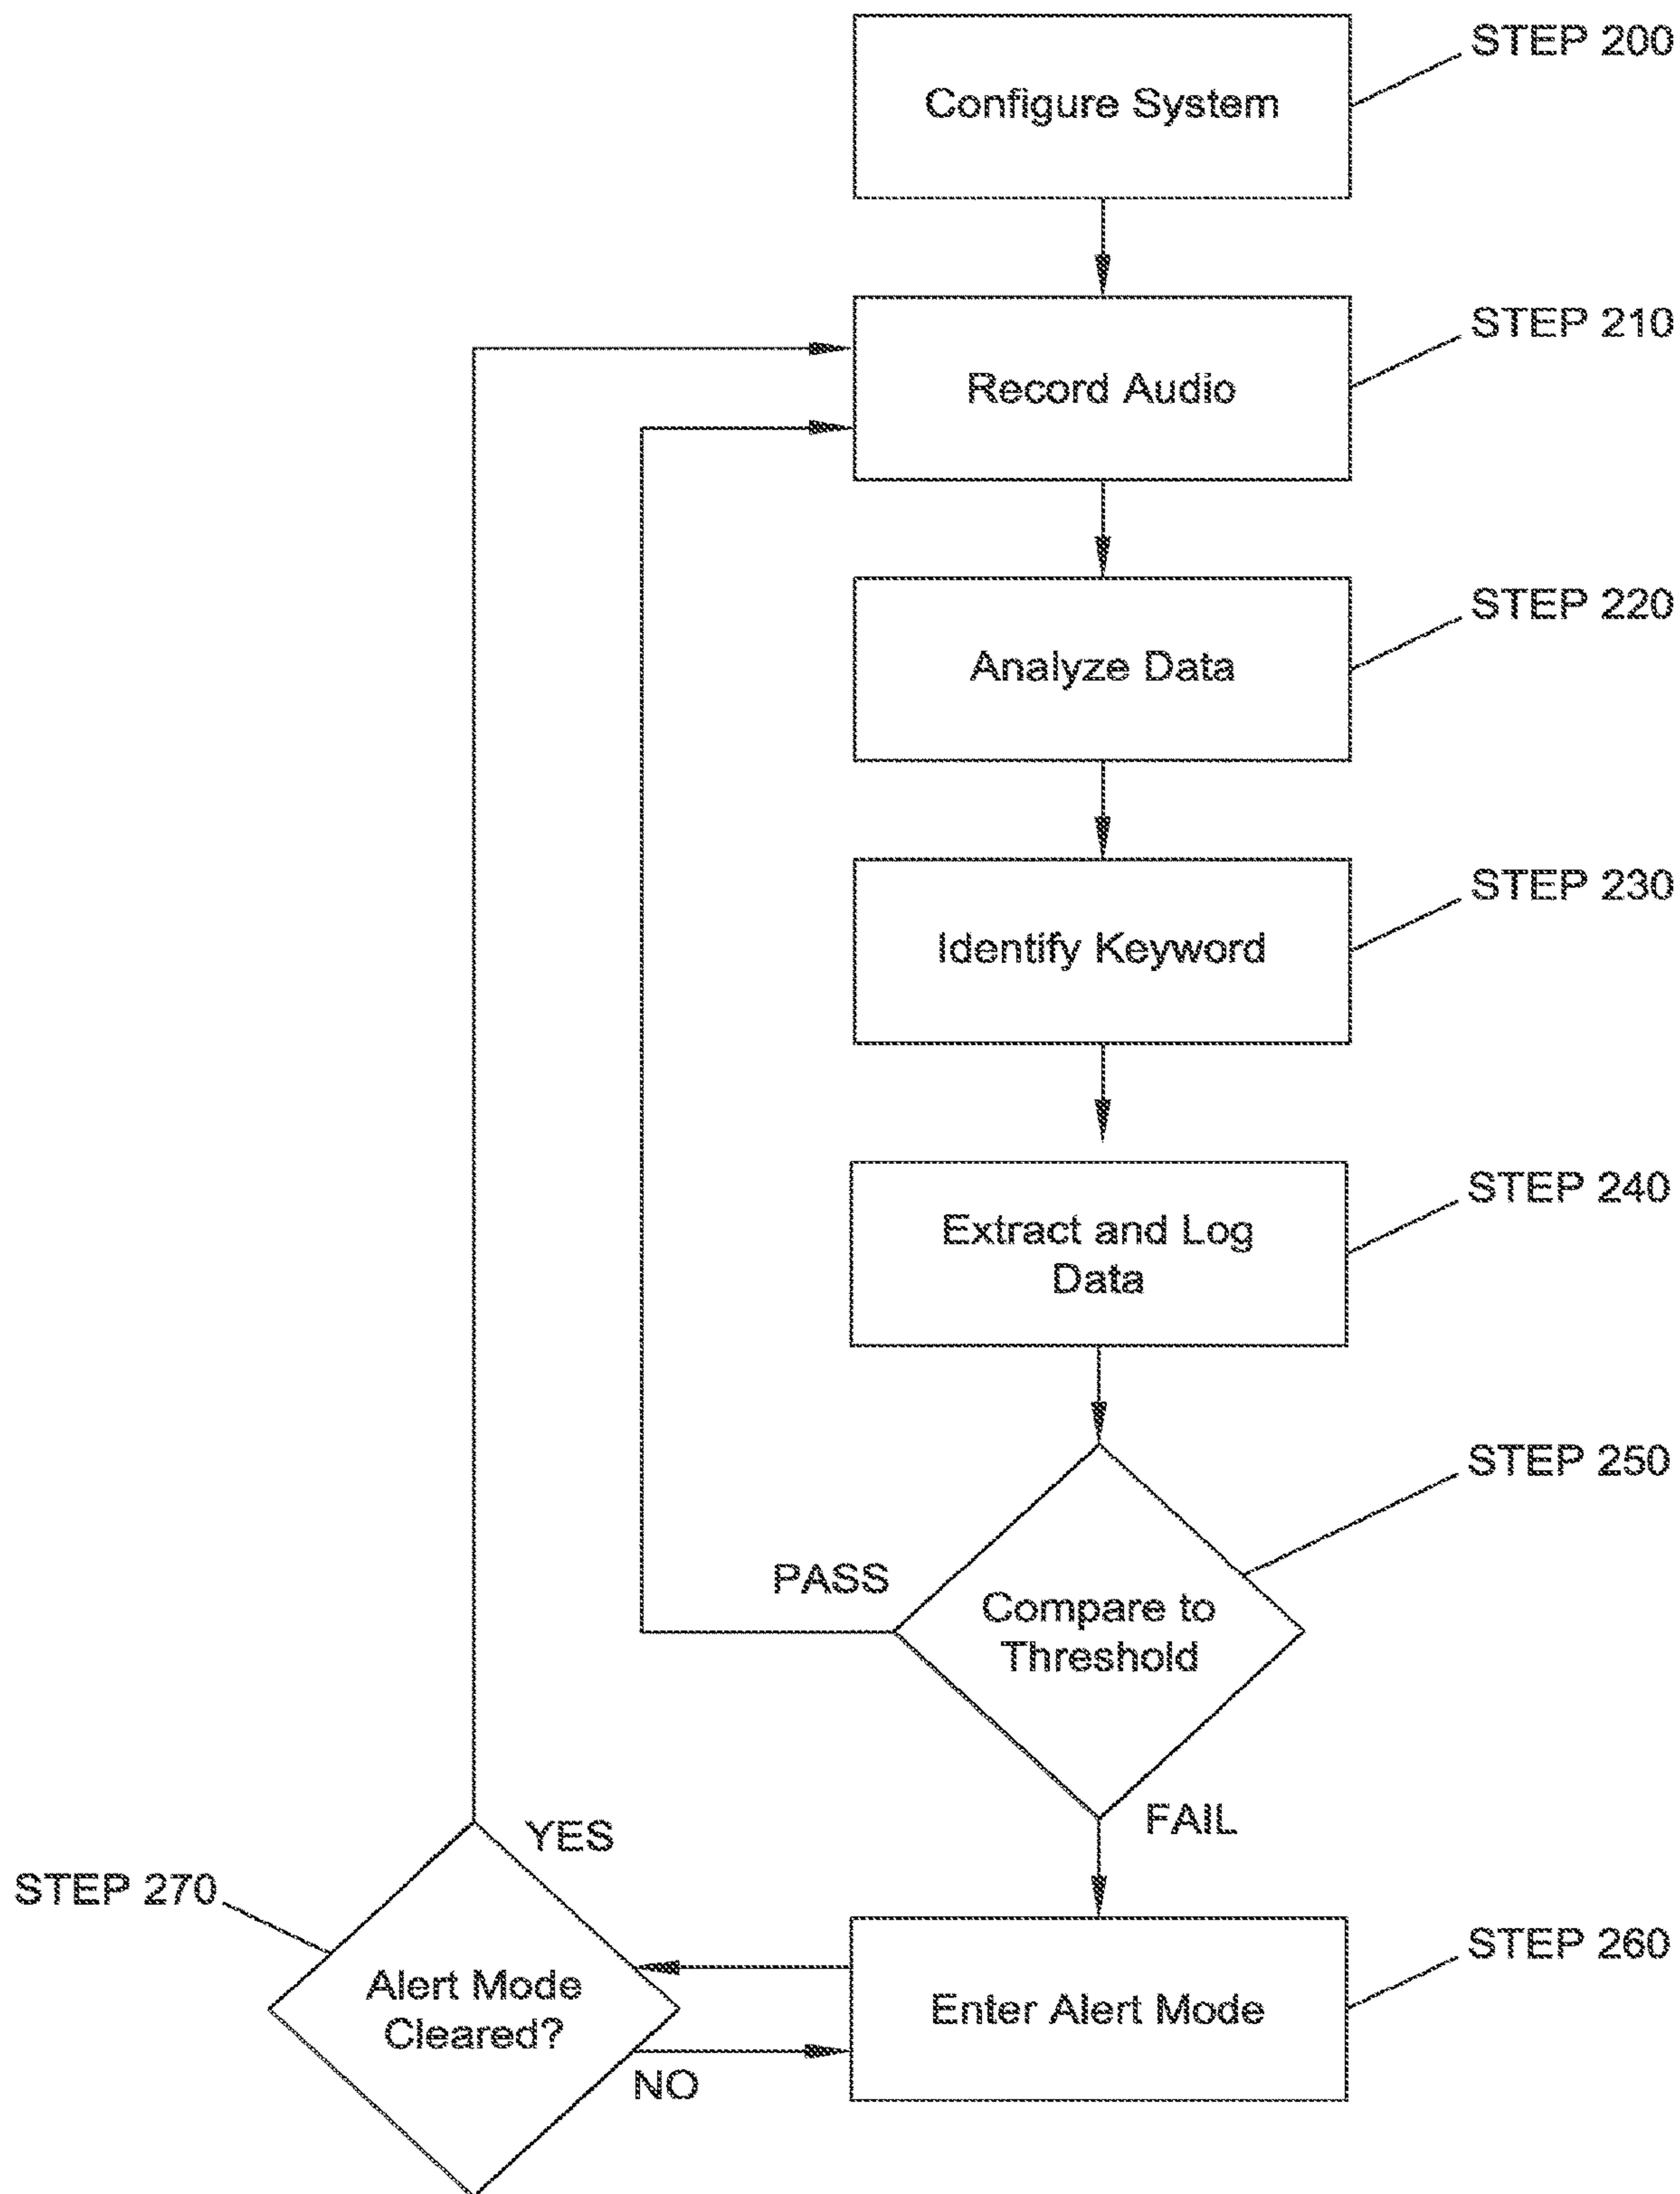 Configure System
STEP 200
Record Audio
STEP 210
Analyze Data
STEP 220
Identify Keyword
STEP 230
Extract and Log
Data
STEP 240
Compare to
Threshold
STEP 250
PASS
FAIL
Enter Alert Mode
STEP 260
Alert Mode
Cleared?
STEP 270
YES
NO